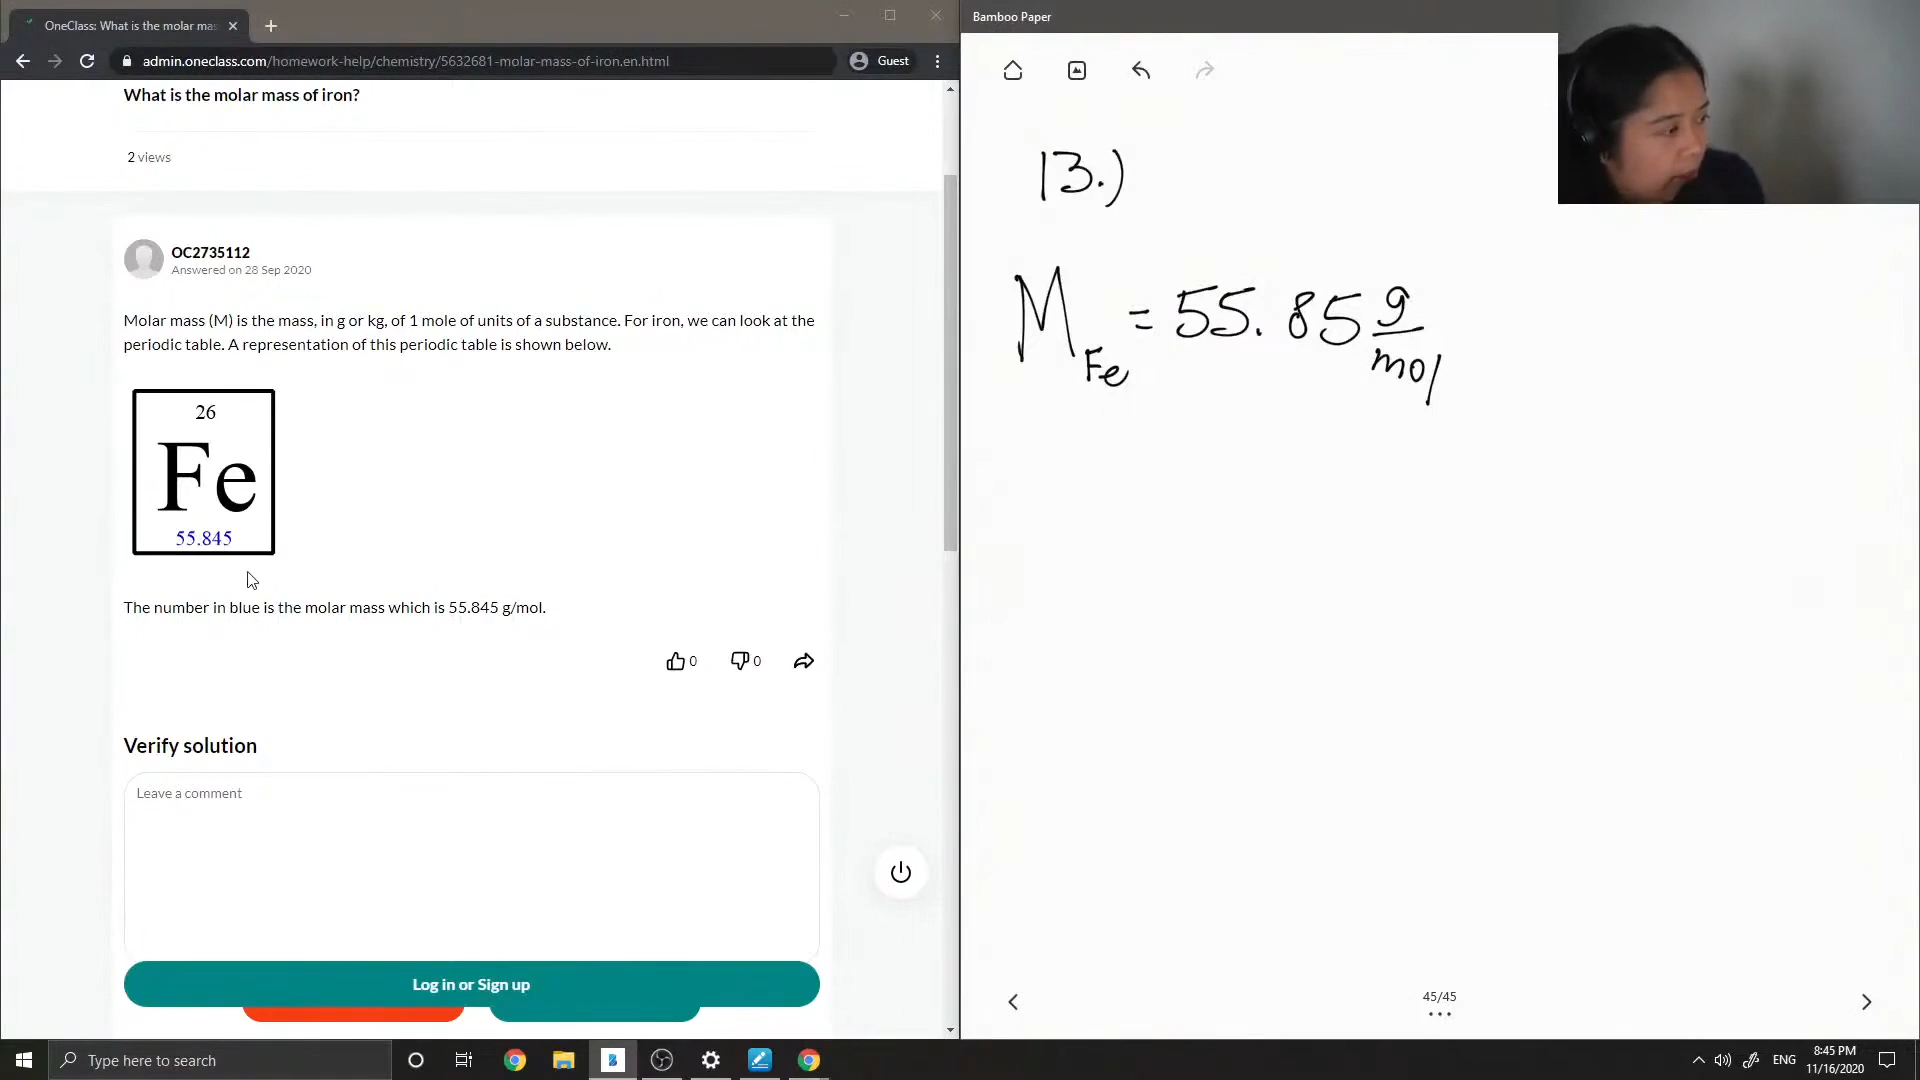 OneClass: What is the molar mas
admin.oneclass.com/homework-help/chemistry/5632681-molar-mass-of-iron.en.html
Guest
What is the molar mass of iron?
2 views
OC2735112
Answered on 28 Sep 2020
Molar mass (M) is the mass, in g or kg, of 1 mole of units of a substance. For iron, we can look at the
periodic table. A representation of this periodic table is shown below.
26
Fe
55.845
The number in blue is the molar mass which is 55.845 g/mol.
0
0
Verify solution
Leave a comment
Log in or Sign up
Bamboo Paper
13.)
M Fe = 55.85 g/mol
45/45
Type here to search
ENG
8:45 PM
11/16/2020